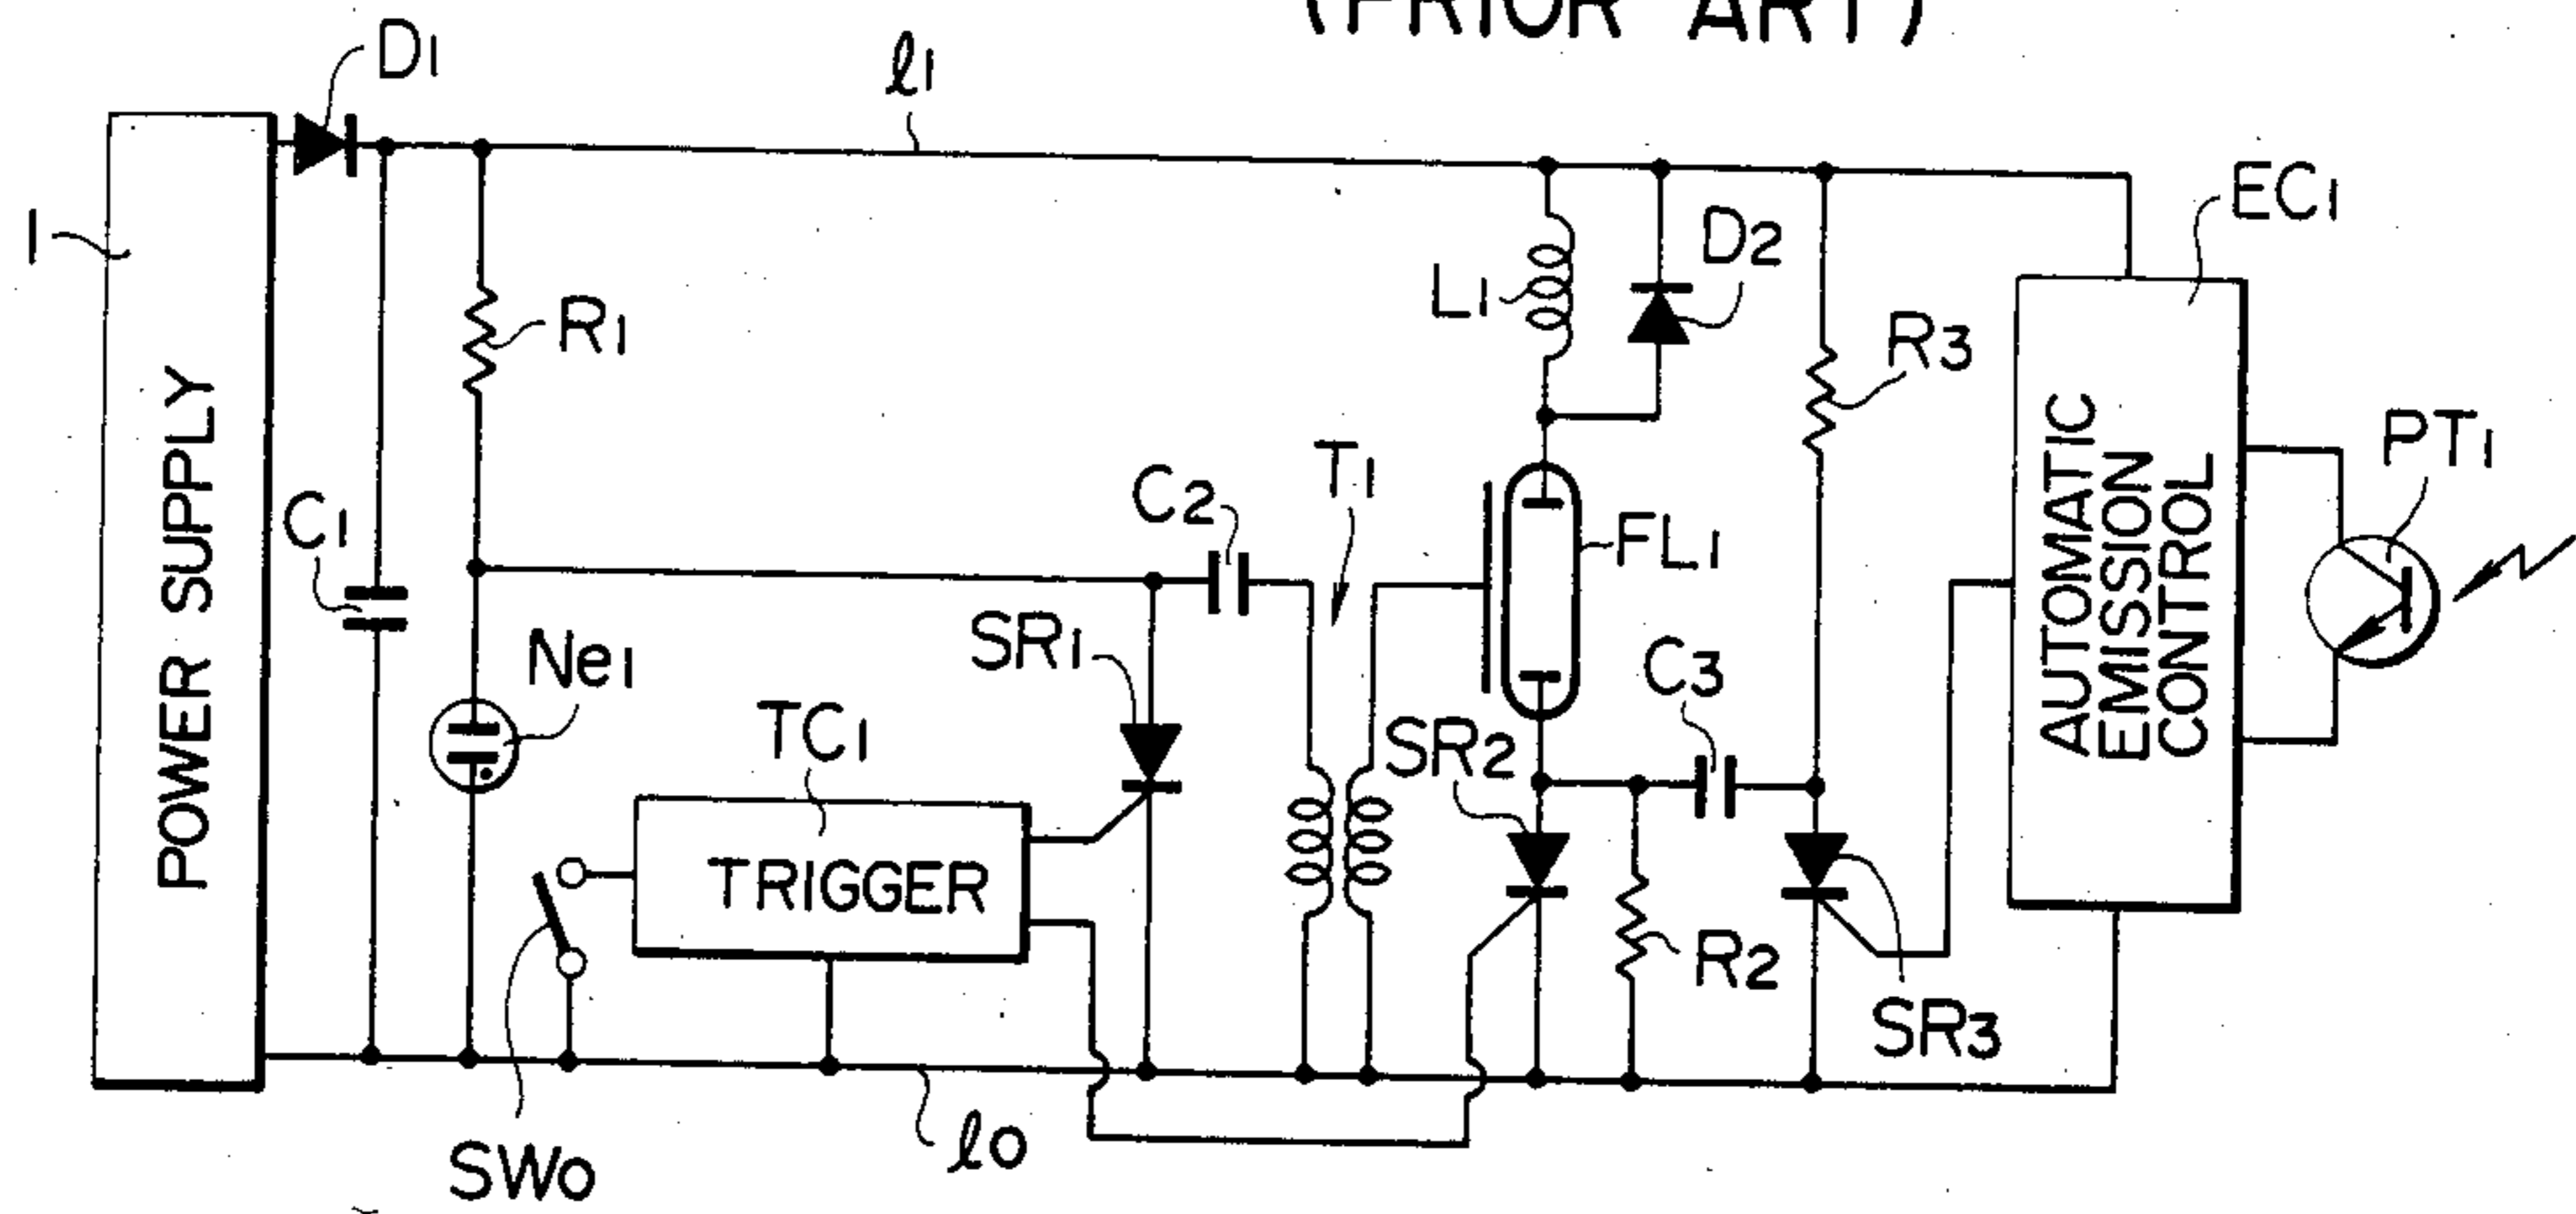 (PRIOR ART)
D1
l1
EC1
1
L1
D2
R1
R3
POWER SUPPLY
C1
C2
T1
FL1
AUTOMATIC
EMISSION
CONTROL
PT1
Ne1
SR1
C3
TC1
SR2
TRIGGER
R2
SR3
SW0
l0